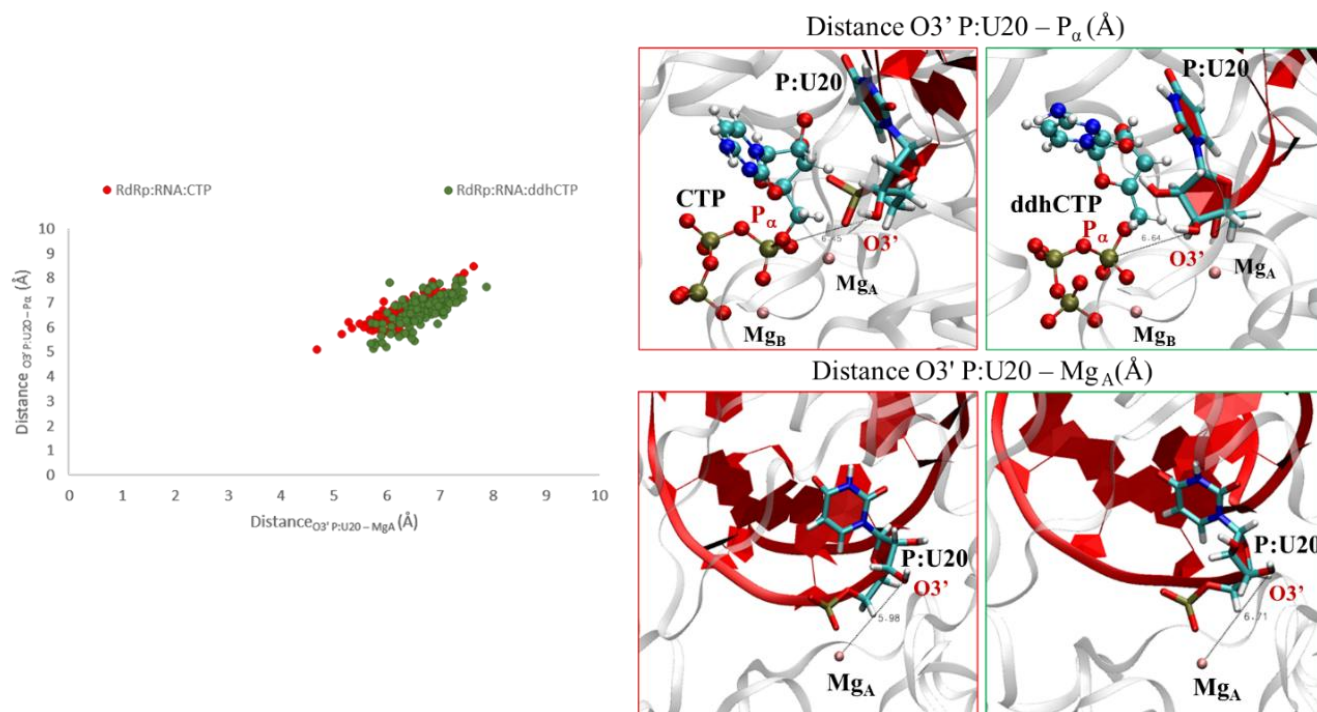 RdRp:RNA:CTP
RdRp:RNA:ddhCTP
10
9
8
7
6
5
4
3
2
1
0
Distance O3' P:U20 – Pα (Å)
0 1 2 3 4 5 6 7 8 9 10
Distance O3' P:U20 – MgA (Å)
Distance O3’ P:U20 – Pα (Å)
P:U20
CTP
Pα
6.45
O3’
MgA
MgB
P:U20
ddhCTP
Pα
6.64
O3’
MgA
MgB
Distance O3' P:U20 – MgA (Å)
P:U20
O3’
5.98
MgA
P:U20
O3’
6.71
MgA